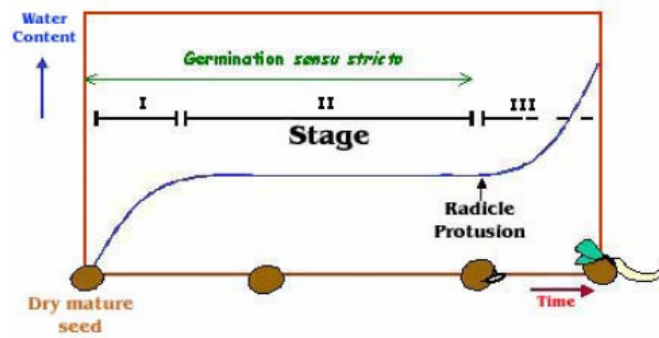 Water
Content
Germination sensu stricto
I II III
Stage
Radicle
Protusion
Dry mature
seed
Time